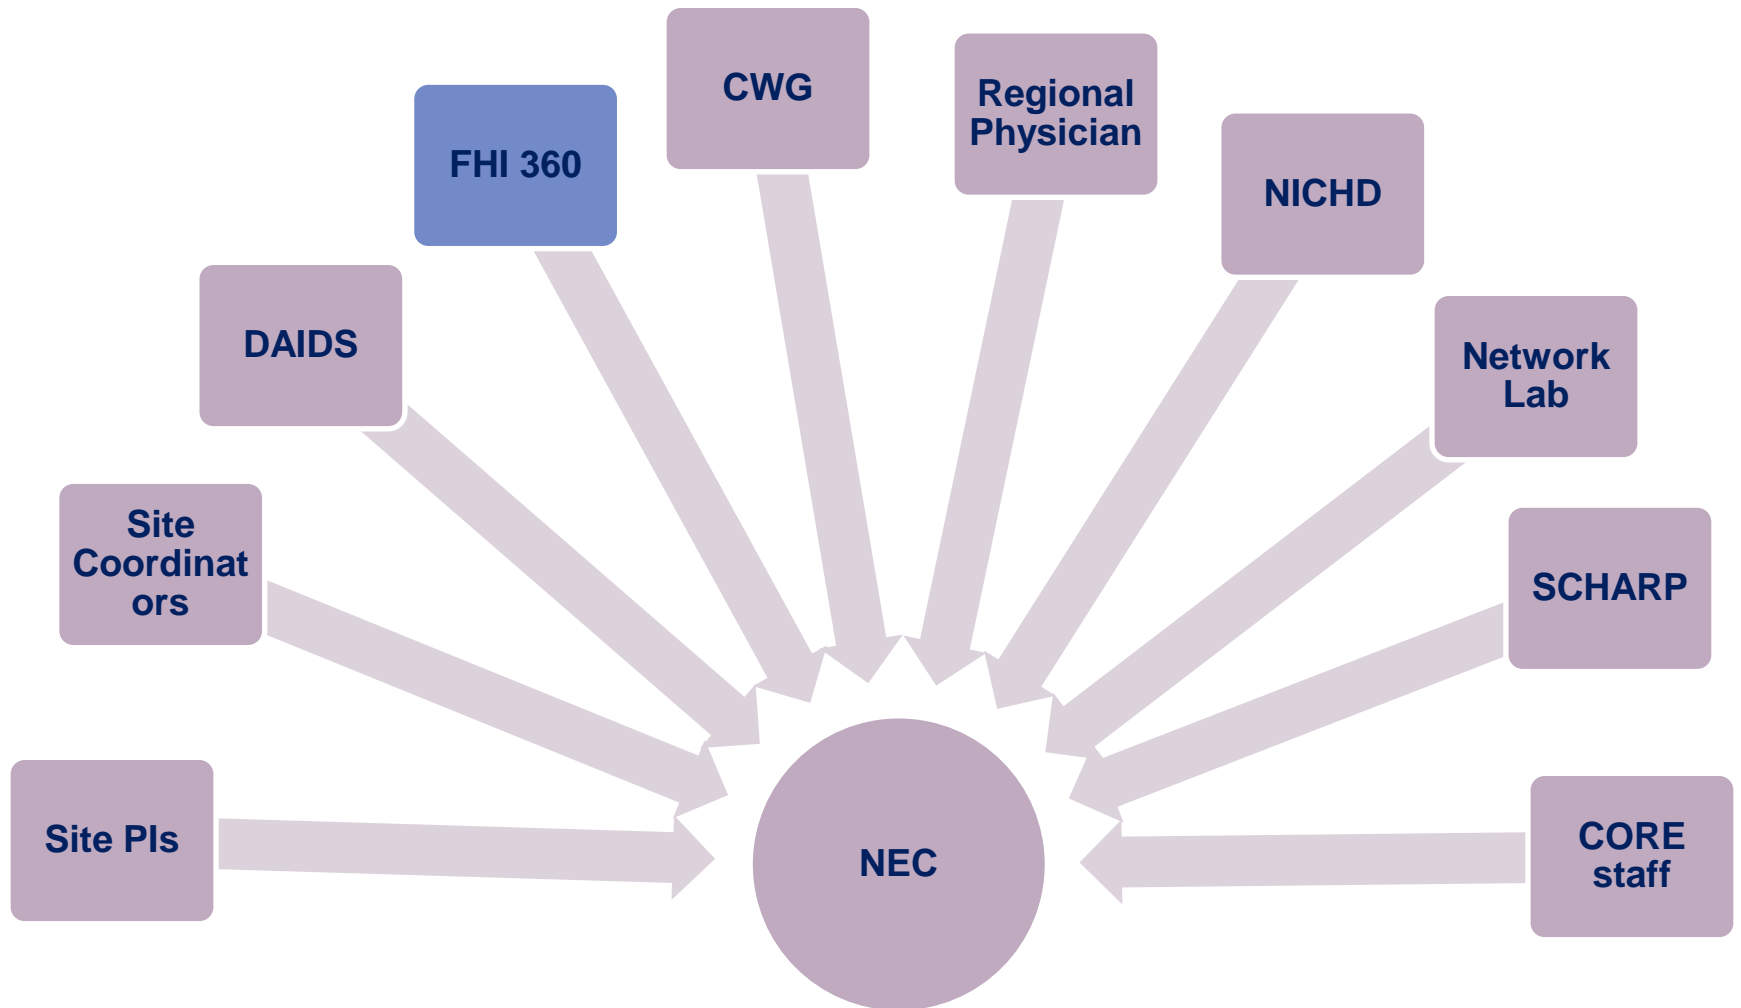 CWG
Regional
Physician
FHI 360
NICHD
DAIDS
Network
Lab
Site
Coordinat
ors
SCHARP
Site PIs
NEC
CORE
staff